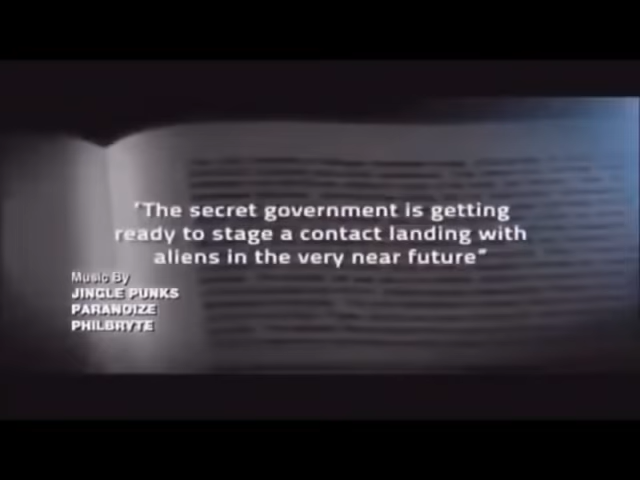 "The secret government is getting
ready to stage a contact landing with
aliens in the very near future"
Music By
JINGLE PUNKS
PARANOIZE
PHILBRYTE